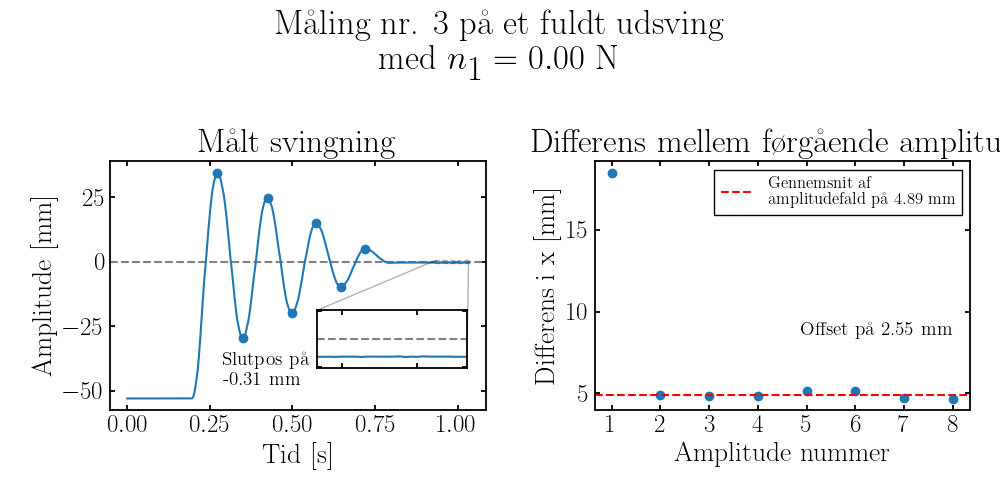 Måling nr. 3 på et fuldt udsving
med n1 = 0.00 N
Målt svingning
25
0
−25
−50
Amplitude [mm]
Slutpos på
-0.31 mm
0.00 0.25 0.50 0.75 1.00
Tid [s]
Differens mellem førgående amplitu
Gennemsnit af
amplitudefald på 4.89 mm
15
10
5
Differens i x [mm]
Offset på 2.55 mm
1 2 3 4 5 6 7 8
Amplitude nummer